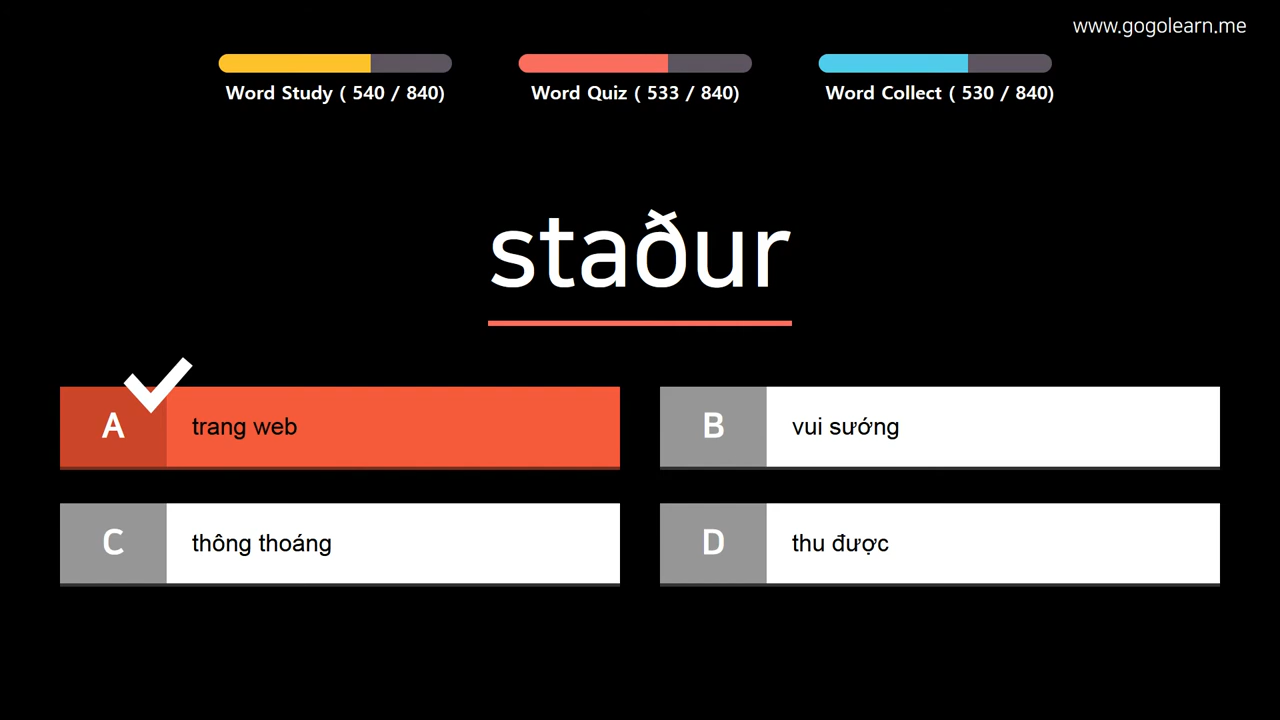 www.gogolearn.me
Word Study ( 540 / 840)
Word Quiz ( 533 / 840)
Word Collect ( 530 / 840)
staður
A trang web
B vui sướng
C thông thoáng
D thu được